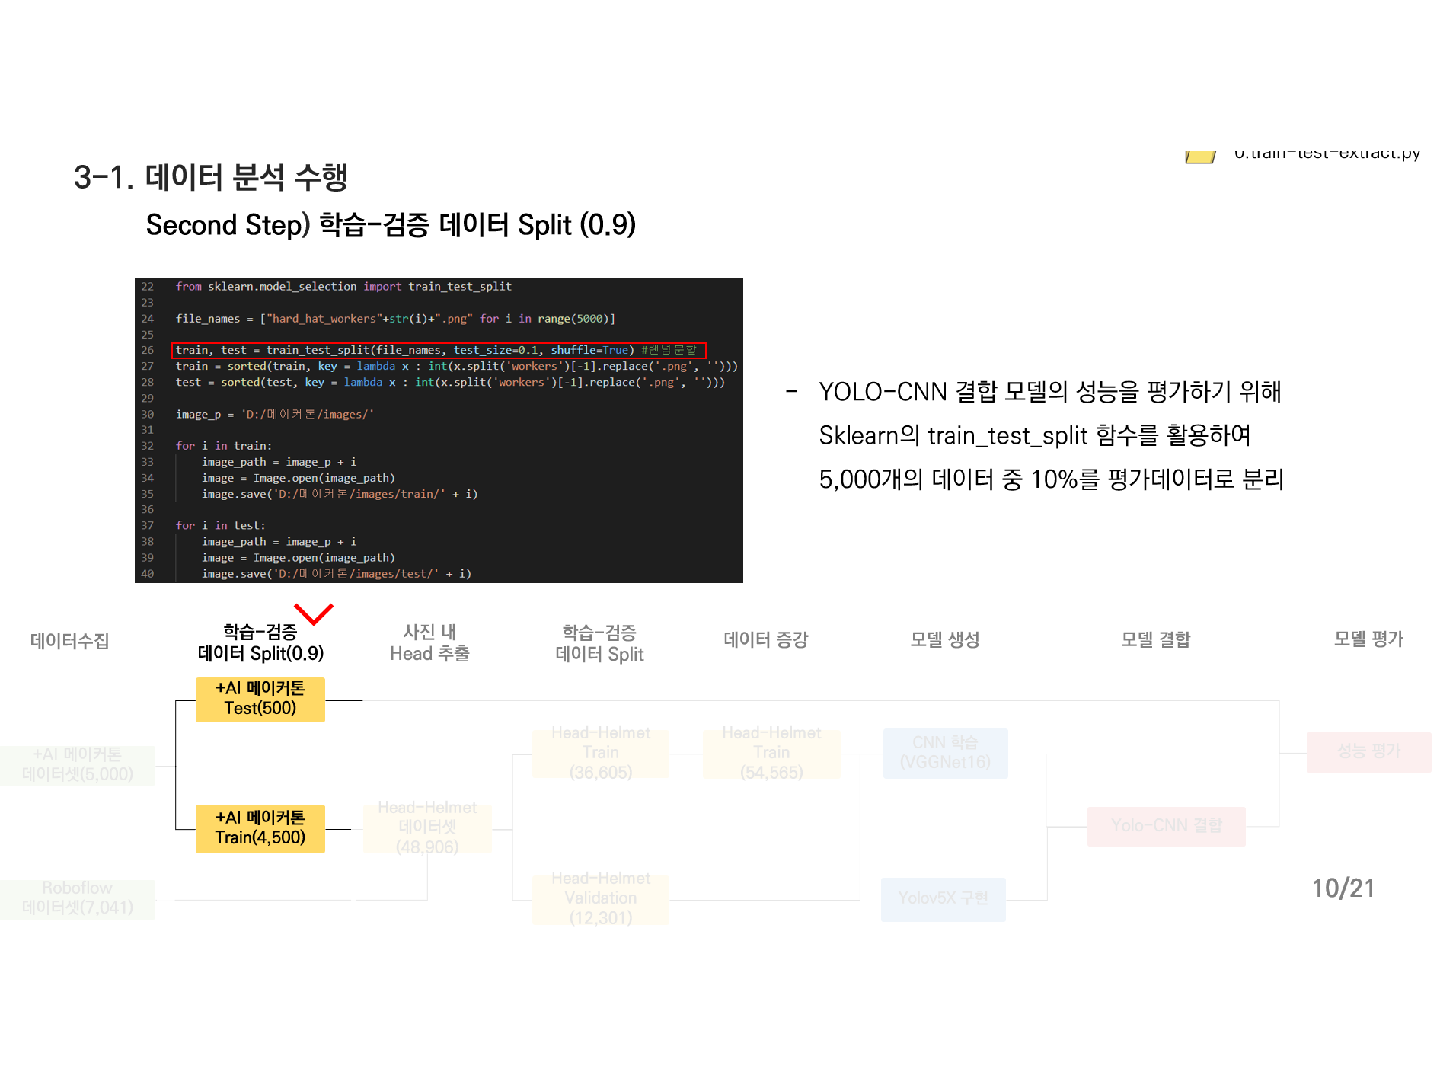 0.train-test-extract.py
3-1. 데이터 분석 수행
Second Step) 학습-검증 데이터 Split (0.9)
22 from sklearn.model_selection import train_test_split
23
24 file_names = ["hard_hat_workers"+str(i)+".png" for i in range(5000)]
25
26 train, test = train_test_split(file_names, test_size=0.1, shuffle=True) #랜덤분할
27 train = sorted(train, key = lambda x : int(x.split('workers')[-1].replace('.png', '')))
28 test = sorted(test, key = lambda x : int(x.split('workers')[-1].replace('.png', '')))
29
30 image_p = 'D:/메이커톤/images/'
31
32 for i in train:
33 image_path = image_p + i
34 image = Image.open(image_path)
35 image.save('D:/메이커톤/images/train/' + i)
36
37 for i in test:
38 image_path = image_p + i
39 image = Image.open(image_path)
40 image.save('D:/메이커톤/images/test/' + i)
- YOLO-CNN 결합 모델의 성능을 평가하기 위해
Sklearn의 train_test_split 함수를 활용하여
5,000개의 데이터 중 10%를 평가데이터로 분리
데이터수집
학습-검증
데이터 Split(0.9)
사진 내
Head 추출
학습-검증
데이터 Split
데이터 증강
모델 생성
모델 결합
모델 평가
+AI 메이커톤
Test(500)
+AI 메이커톤
데이터셋(5,000)
Head-Helmet
Train
(36,605)
Head-Helmet
Train
(54,565)
CNN 학습
(VGGNet16)
성능 평가
+AI 메이커톤
Train(4,500)
Head-Helmet
데이터셋
(48,906)
Yolo-CNN 결합
Roboflow
데이터셋(7,041)
Head-Helmet
Validation
(12,301)
Yolov5X 구현
10/21